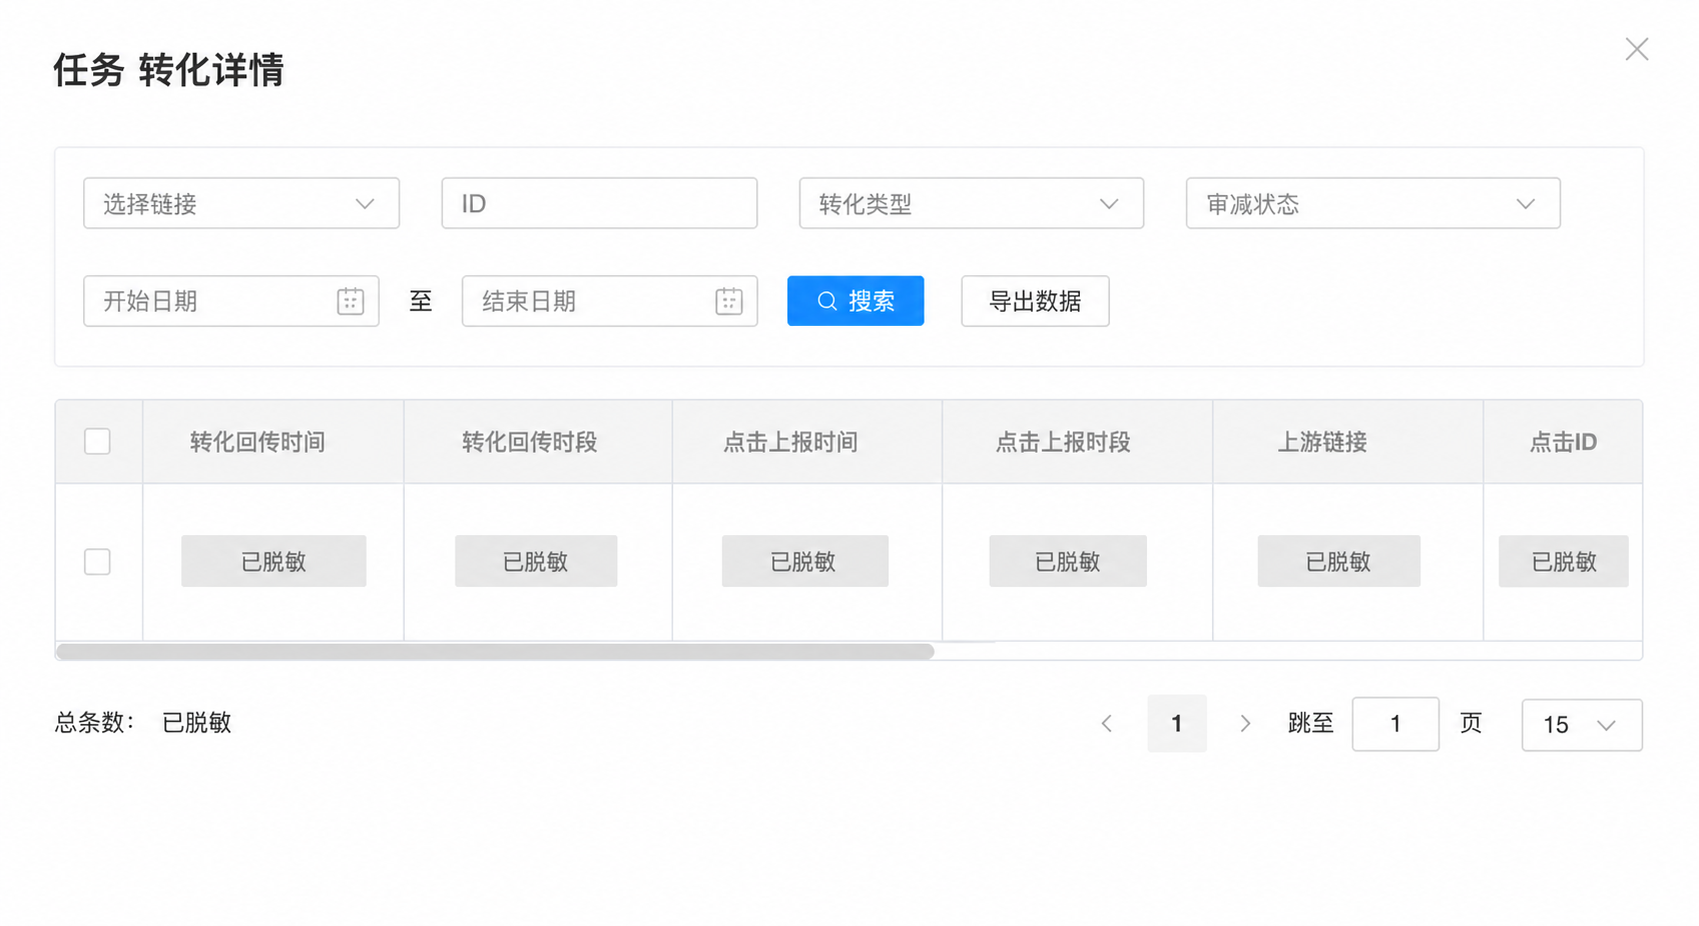 任务 转化详情
选择链接 ID 转化类型 审减状态
开始日期 至 结束日期 搜索 导出数据
转化回传时间 转化回传时段 点击上报时间 点击上报时段 上游链接 点击ID
已脱敏 已脱敏 已脱敏 已脱敏 已脱敏 已脱敏
总条数： 已脱敏 1 跳至 1 页 15